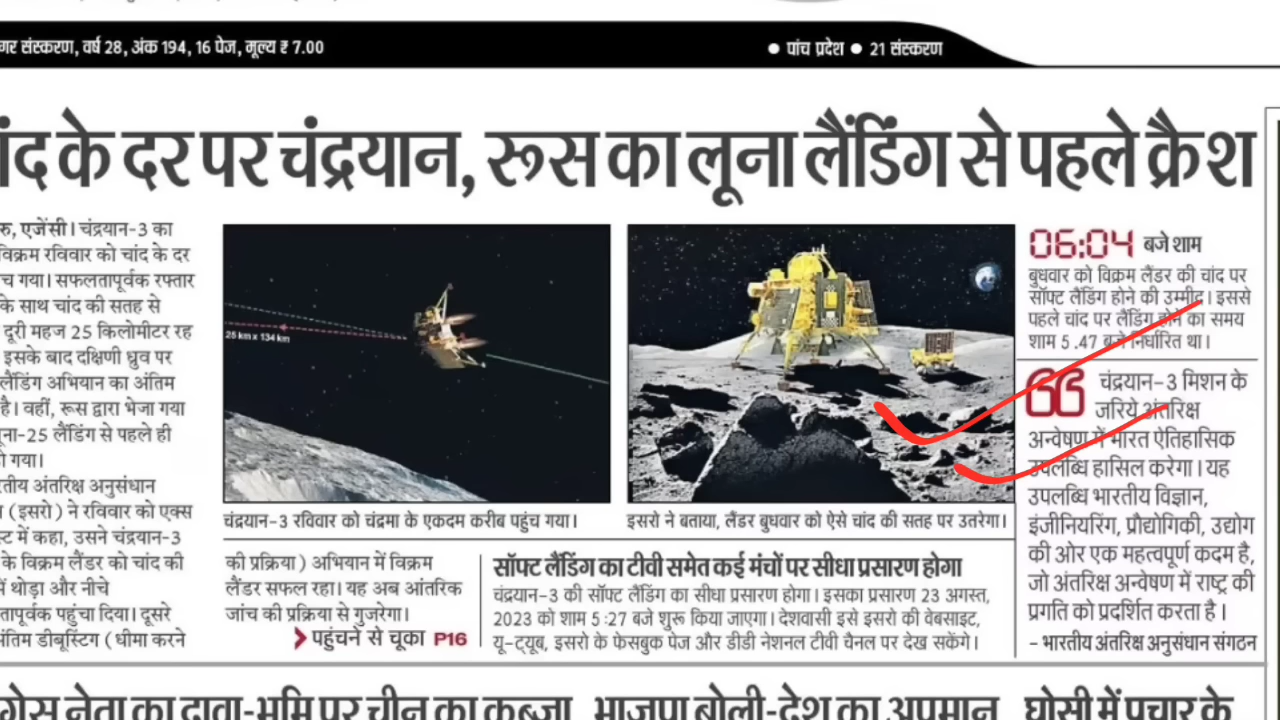 संस्करण, वर्ष 28, अंक 194, 16 पेज, मूल्य ₹ 7.00
● पांच प्रदेश ● 21 संस्करण
के दर पर चंद्रयान, रूस का लूना लैंडिंग से पहले क्रैश
एजेंसी। चंद्रयान-3 का
विक्रम रविवार को चांद के दर
गया। सफलतापूर्वक रफ्तार
के साथ चांद की सतह से
दूरी महज 25 किलोमीटर रह
इसके बाद दक्षिणी ध्रुव पर
लैंडिंग अभियान का अंतिम
है। वहीं, रूस द्वारा भेजा गया
लैंडिंग से पहले ही
गया।
अंतरिक्ष अनुसंधान
(इसरो) ने रविवार को एक्स
में कहा, उसने चंद्रयान-3
के विक्रम लैंडर को चांद की
थोड़ा और नीचे
पहुंचा दिया। दूसरे
डीबूस्टिंग (धीमा करने
25 km x 134 km
चंद्रयान-3 रविवार को चंद्रमा के एकदम करीब पहुंच गया।
की प्रक्रिया) अभियान में विक्रम
लैंडर सफल रहा। यह अब आंतरिक
जांच की प्रक्रिया से गुजरेगा।
पहुंचने से चूका P16
इसरो ने बताया, लैंडर बुधवार को ऐसे चांद की सतह पर उतरेगा।
सॉफ्ट लैंडिंग का टीवी समेत कई मंचों पर सीधा प्रसारण होगा
चंद्रयान-3 की सॉफ्ट लैंडिंग का सीधा प्रसारण होगा। इसका प्रसारण 23 अगस्त,
2023 को शाम 5:27 बजे शुरू किया जाएगा। देशवासी इसे इसरो की वेबसाइट,
यू-ट्यूब, इसरो के फेसबुक पेज और डीडी नेशनल टीवी चैनल पर देख सकेंगे।
06:04 बजे शाम
बुधवार को विक्रम लैंडर की चांद पर
सॉफ्ट लैंडिंग होने की उम्मीद। इससे
पहले चांद पर लैंडिंग होने का समय
शाम 5.47 बजे निर्धारित था।
चंद्रयान-3 मिशन के
जरिये अंतरिक्ष
अन्वेषण में भारत ऐतिहासिक
उपलब्धि हासिल करेगा। यह
उपलब्धि भारतीय विज्ञान,
इंजीनियरिंग, प्रौद्योगिकी, उद्योग
की ओर एक महत्वपूर्ण कदम है,
जो अंतरिक्ष अन्वेषण में राष्ट्र की
प्रगति को प्रदर्शित करता है।
- भारतीय अंतरिक्ष अनुसंधान संगठन
नेता का दावा-भूमि पर चीन का कब्जा, भाजपा बोली-देश का अपमान
घोसी में प्रचार के